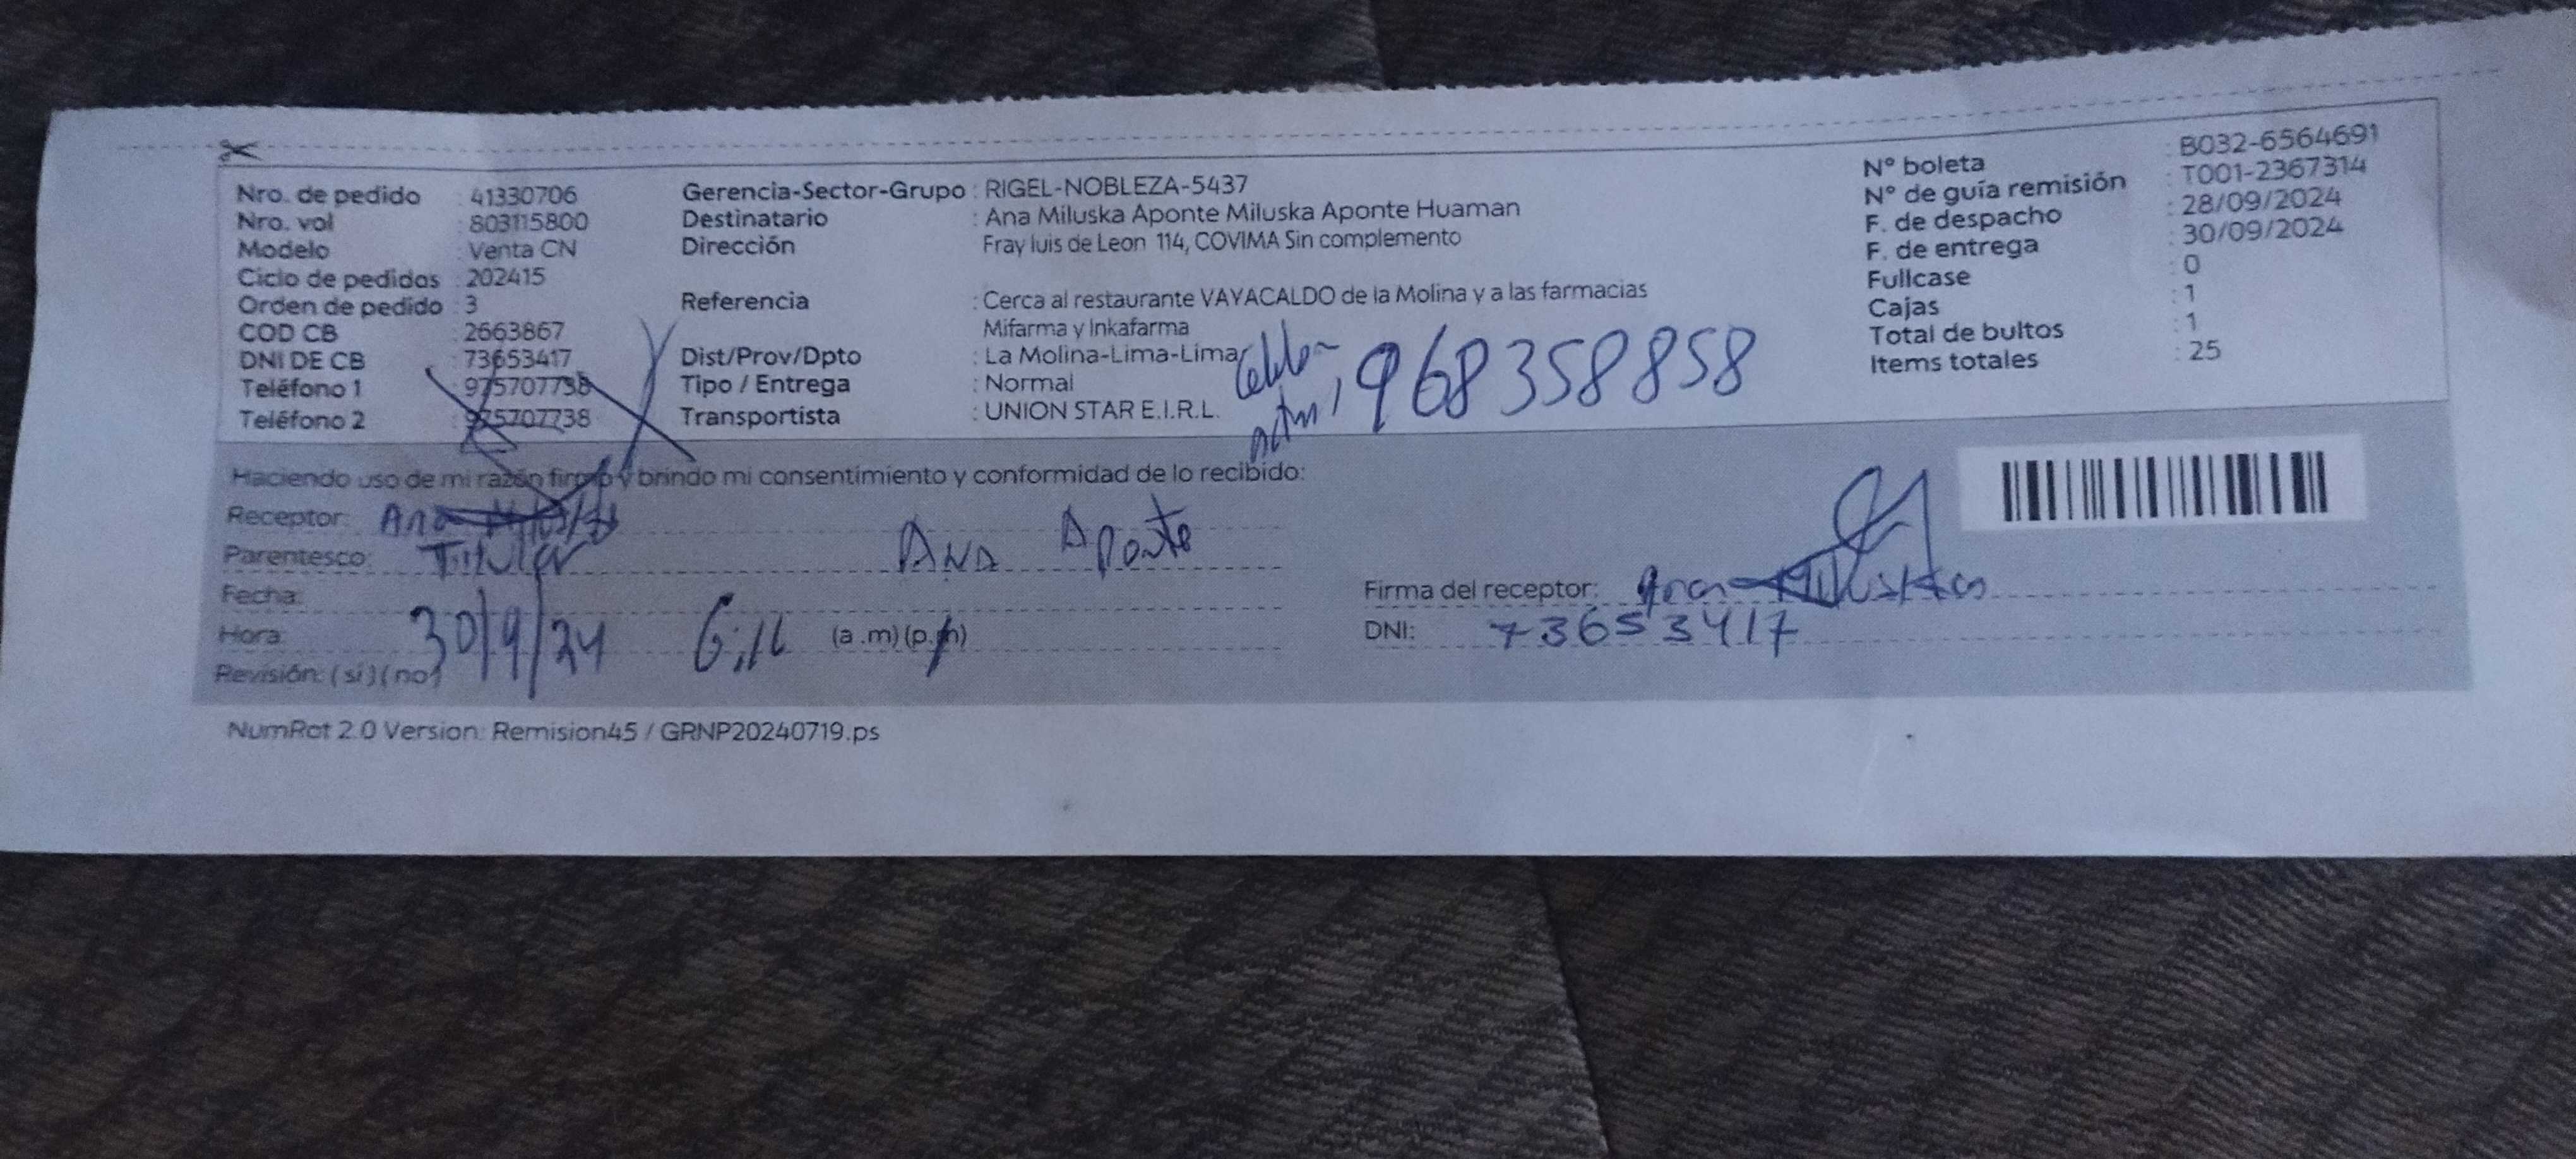 Nro. de pedido : 41330706
Nro. vol : 803115800
Modelo : Venta CN
Ciclo de pedidos : 202415
Orden de pedido : 3
COD CB : 2663867
DNI DE CB : 73653417
Teléfono 1 : 975707738
Teléfono 2 : 975707738
Gerencia-Sector-Grupo : RIGEL-NOBLEZA-5437
Destinatario : Ana Miluska Aponte Miluska Aponte Huaman
Dirección Fray luis de Leon 114, COVIMA Sin complemento
Referencia : Cerca al restaurante VAYACALDO de la Molina y a las farmacias
Mifarma y Inkafarma
Dist/Prov/Dpto : La Molina-Lima-Lima
Tipo / Entrega : Normal
Transportista : UNION STAR E.I.R.L.
968358858
N° boleta : B032-6564691
N° de guía remisión : T001-2367314
F. de despacho : 28/09/2024
F. de entrega : 30/09/2024
Fullcase : 0
Cajas : 1
Total de bultos : 1
Items totales : 25
Haciendo uso de mi razón firmo y brindo mi consentimiento y conformidad de lo recibido:
Receptor: Ana
Parentesco: Titular Ana Aponte
Fecha:
Hora: 30/9/24 6:16 (a.m)(p.m)
Revisión: (si)(no)
Firma del receptor: Ana
DNI: 73653417
NumRot 2.0 Version: Remision45 / GRNP20240719.ps